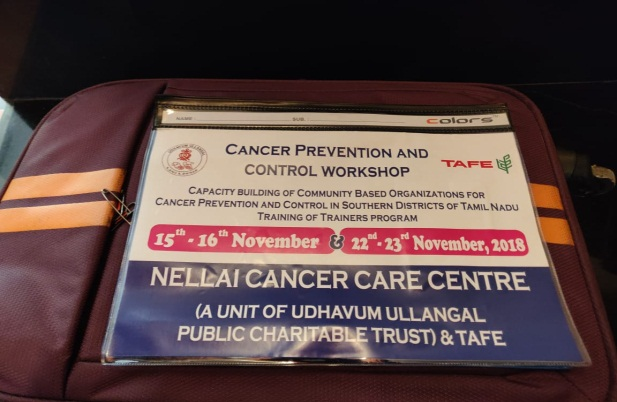 NAME SUB colors
CANCER PREVENTION AND
CONTROL WORKSHOP
TAFE
CAPACITY BUILDING OF COMMUNITY BASED ORGANIZATIONS FOR
CANCER PREVENTION AND CONTROL IN SOUTHERN DISTRICTS OF TAMIL NADU
TRAINING OF TRAINERS PROGRAM
15th - 16th November & 22nd - 23rd November, 2018
NELLAI CANCER CARE CENTRE
(A UNIT OF UDHAVUM ULLANGAL
PUBLIC CHARITABLE TRUST) & TAFE